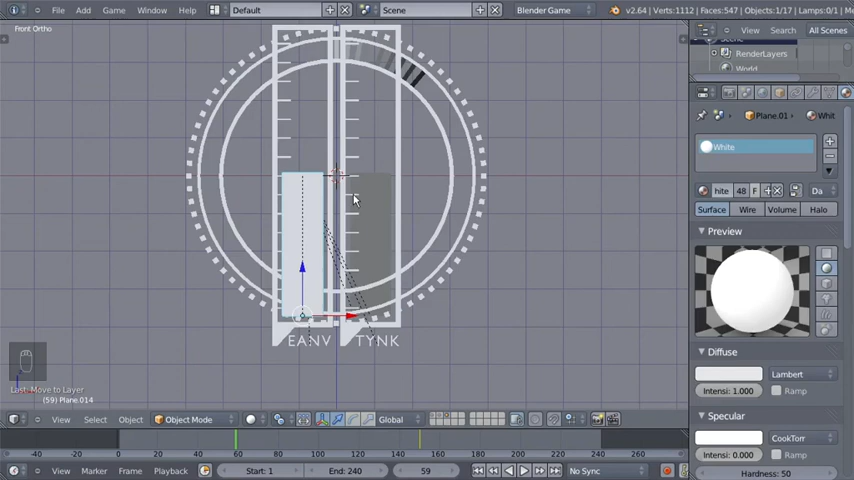 File Add Game Window Help Default Scene Blender Game v2.64 | Verts:1112 | Faces:547 | Objects:1/17 | Lamps:0/1
Front Ortho
View Search All Scenes
RenderLayers
World
Plane.01 Whit
White
hite 48 F Da
Surface Wire Volume Halo
Preview
EANV TYNK
Diffuse
Lambert
Intensi: 1.000 Ramp
Specular
CookTorr
Intensi: 0.000 Ramp
Hardness: 50
Last: Move to Layer
(59) Plane.014
View Select Object Object Mode Global
-40 -20 0 20 40 60 80 100 120 140 160 180 200 220 240 260
View Marker Frame Playback Start: 1 End: 240 59 No Sync